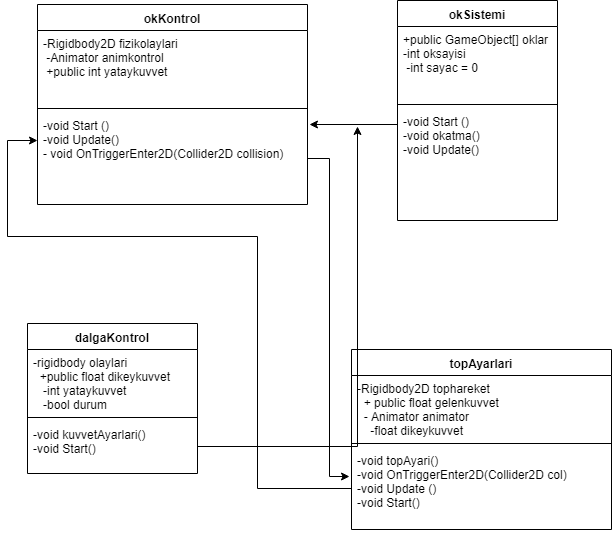 okKontrol
-Rigidbody2D fizikolaylari
-Animator animkontrol
+public int yataykuvvet
-void Start ()
-void Update()
- void OnTriggerEnter2D(Collider2D collision)
okSistemi
+public GameObject[] oklar
-int oksayisi
-int sayac = 0
-void Start ()
-void okatma()
-void Update()
dalgaKontrol
-rigidbody olaylari
+public float dikeykuvvet
-int yataykuvvet
-bool durum
-void kuvvetAyarlari()
-void Start()
topAyarlari
-Rigidbody2D tophareket
+ public float gelenkuvvet
- Animator animator
-float dikeykuvvet
-void topAyari()
-void OnTriggerEnter2D(Collider2D col)
-void Update ()
-void Start()